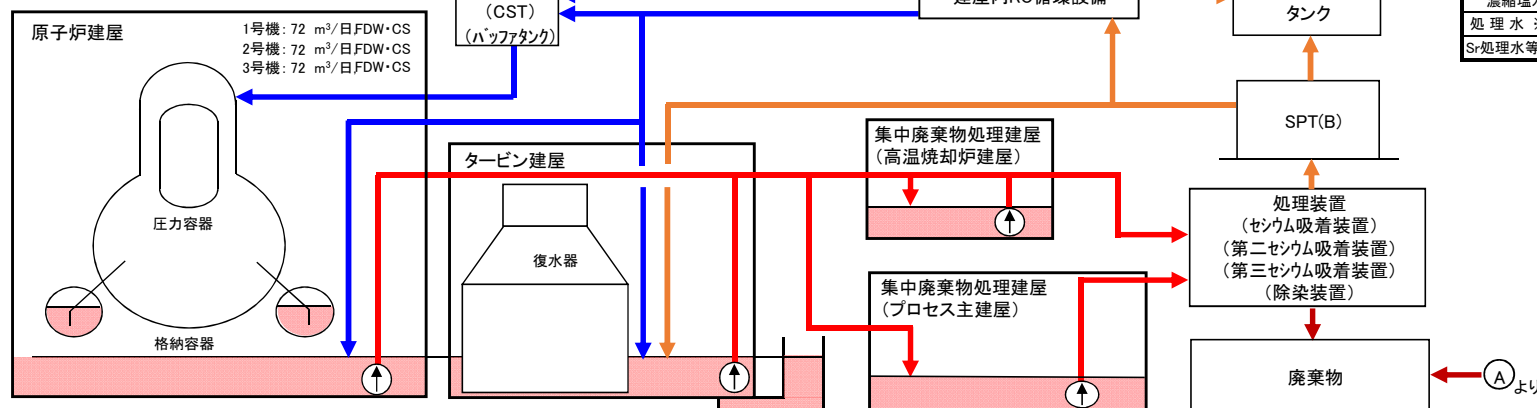 原子炉建屋
1号機: 72 m³/日,FDW・CS
2号機: 72 m³/日,FDW・CS
3号機: 72 m³/日,FDW・CS
(CST)
(バッファタンク)
タンク
処 理 水
Sr処理水等
SPT(B)
集中廃棄物処理建屋
(高温焼却炉建屋)
タービン建屋
圧力容器
復水器
格納容器
集中廃棄物処理建屋
(プロセス主建屋)
処理装置
(セシウム吸着装置)
(第二セシウム吸着装置)
(第三セシウム吸着装置)
(除染装置)
廃棄物
A より